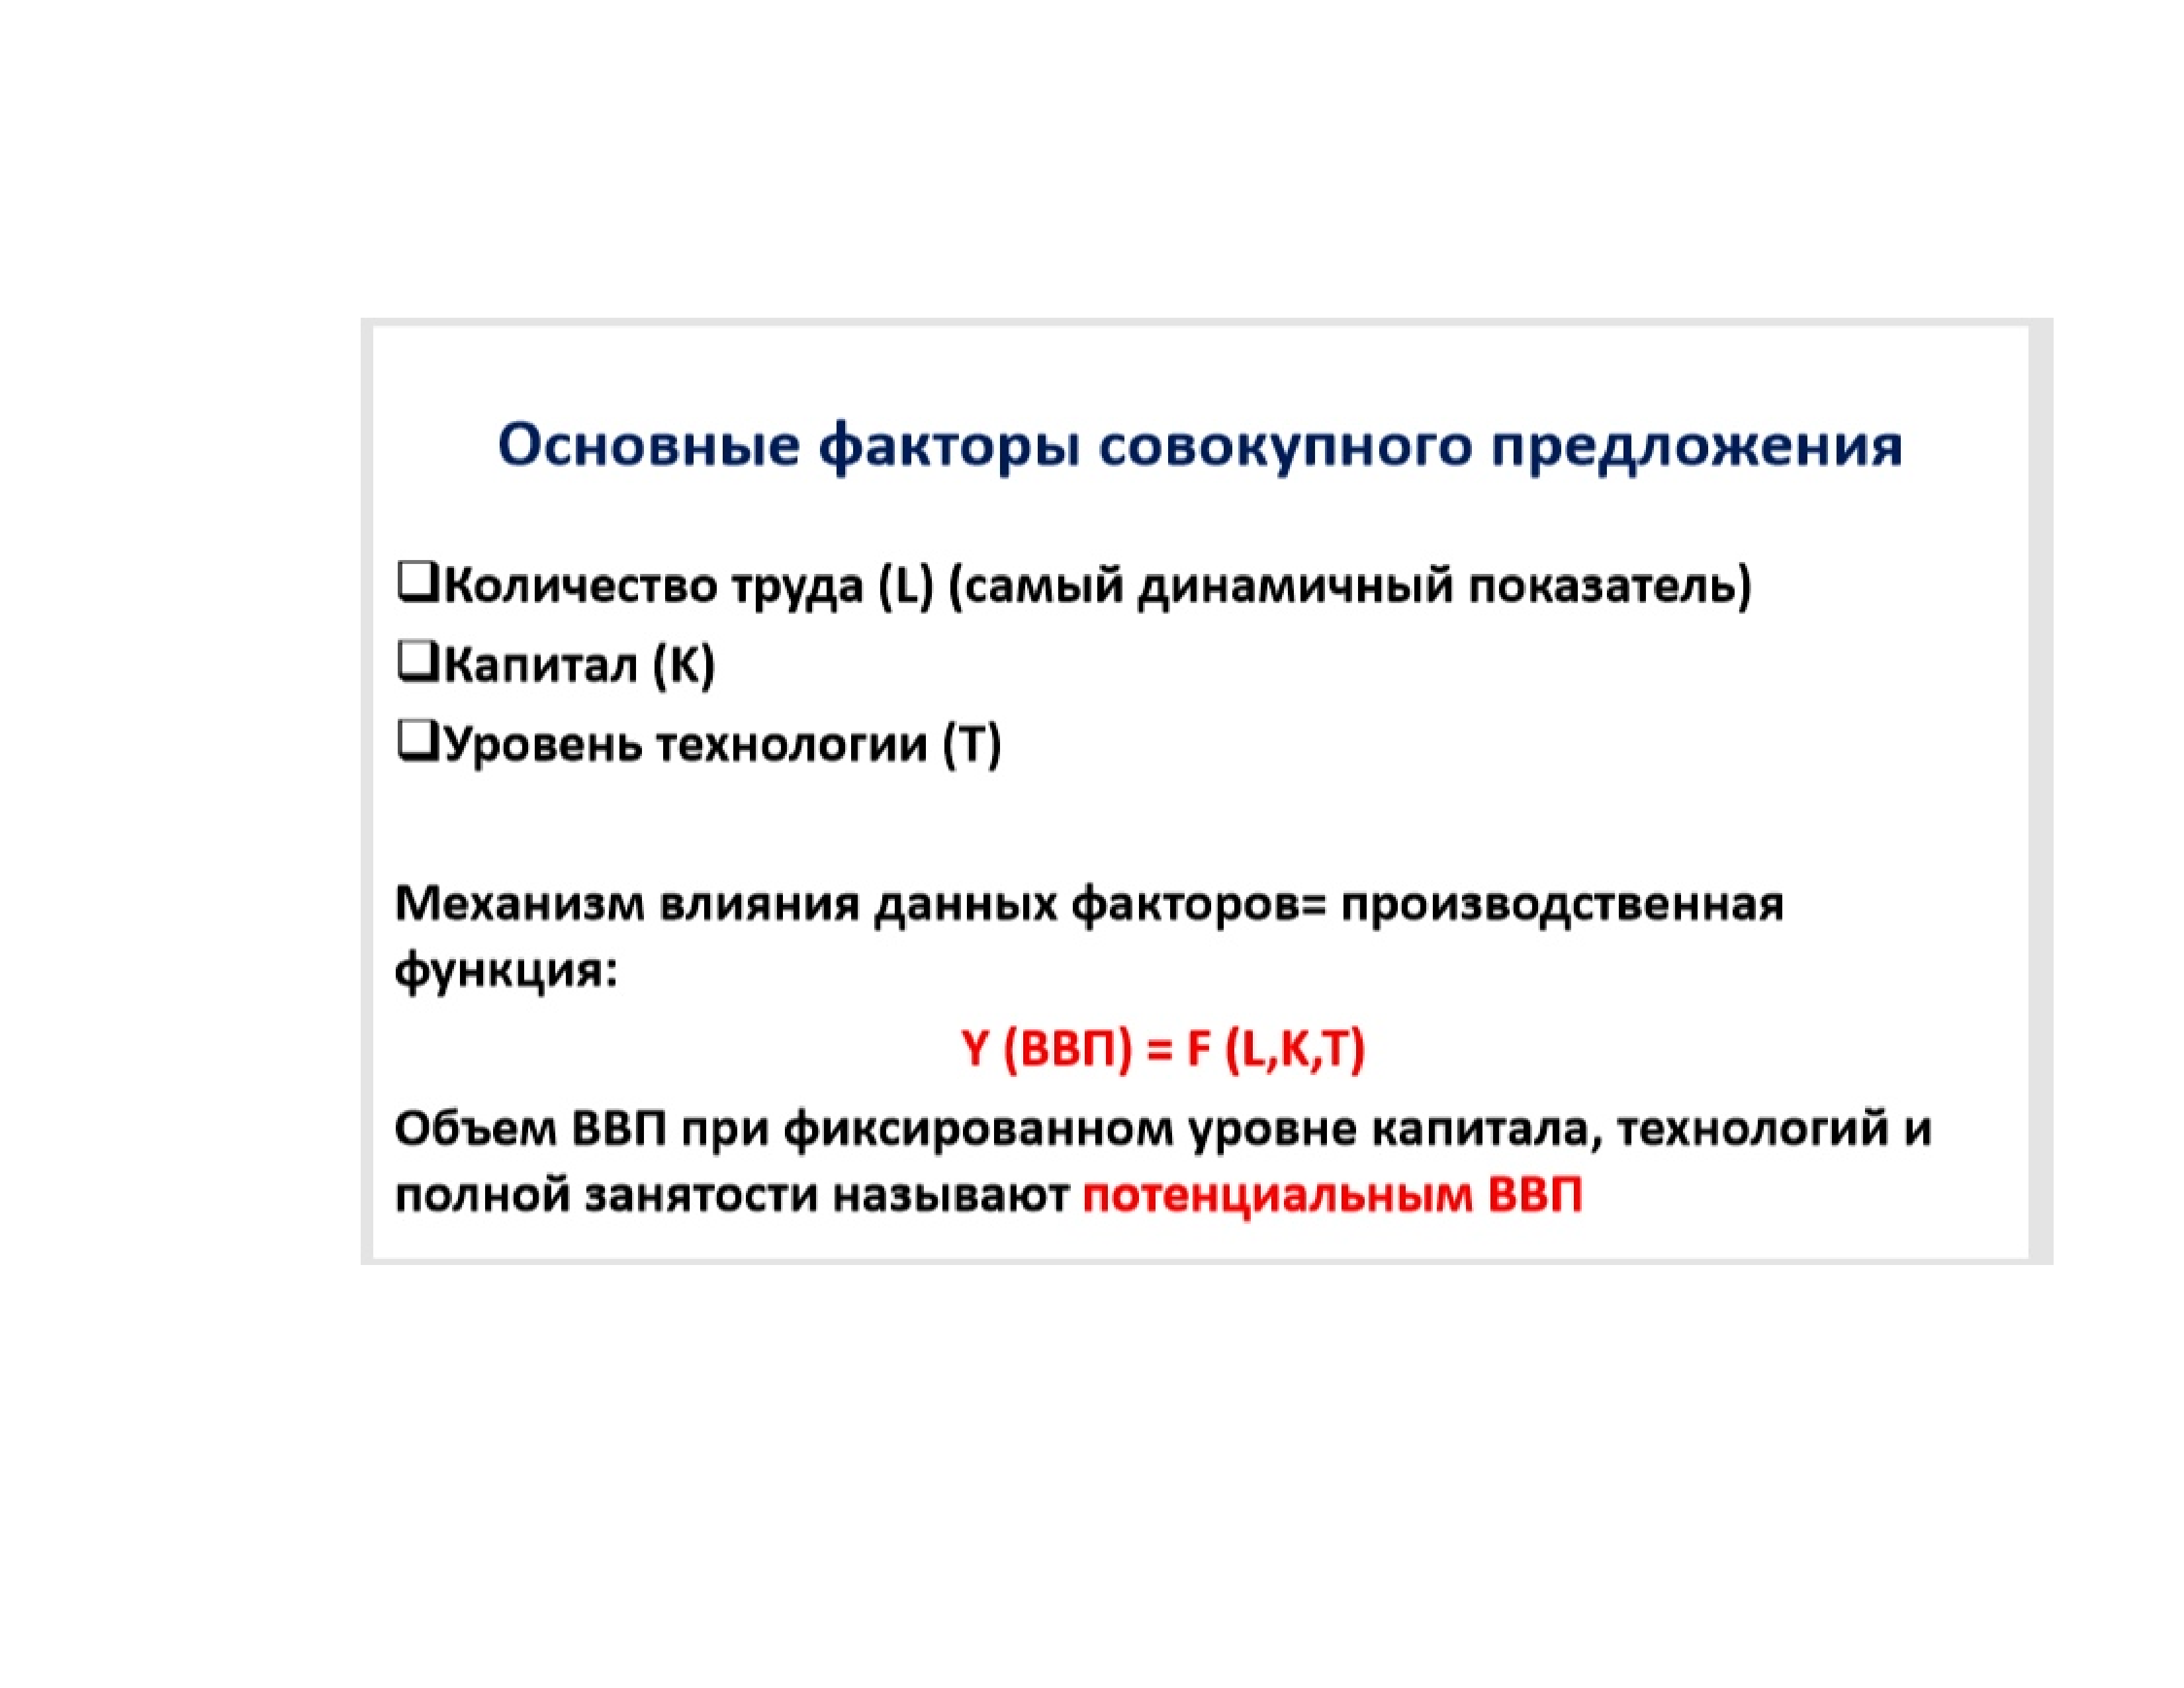 Основные факторы совокупного предложения
❑Количество труда (L) (самый динамичный показатель)
❑Капитал (K)
❑Уровень технологии (T)
Механизм влияния данных факторов= производственная
функция:
Y (ВВП) = F (L,K,T)
Объем ВВП при фиксированном уровне капитала, технологий и
полной занятости называют потенциальным ВВП